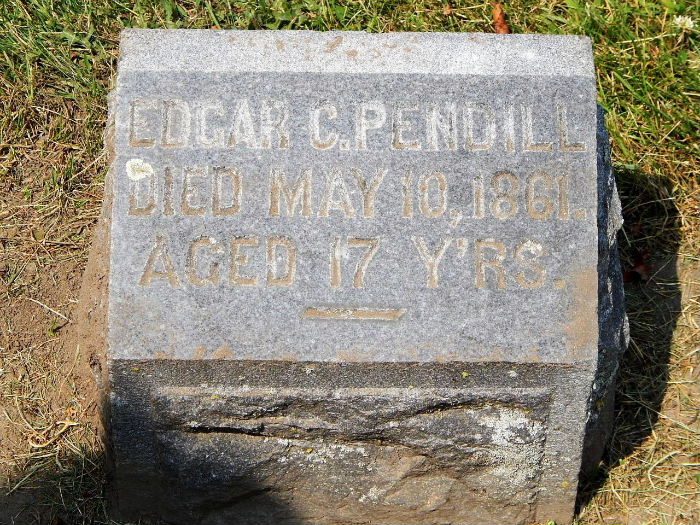 EDGAR C. PENDILL
DIED MAY 10, 1861.
AGED 17 Y'RS.